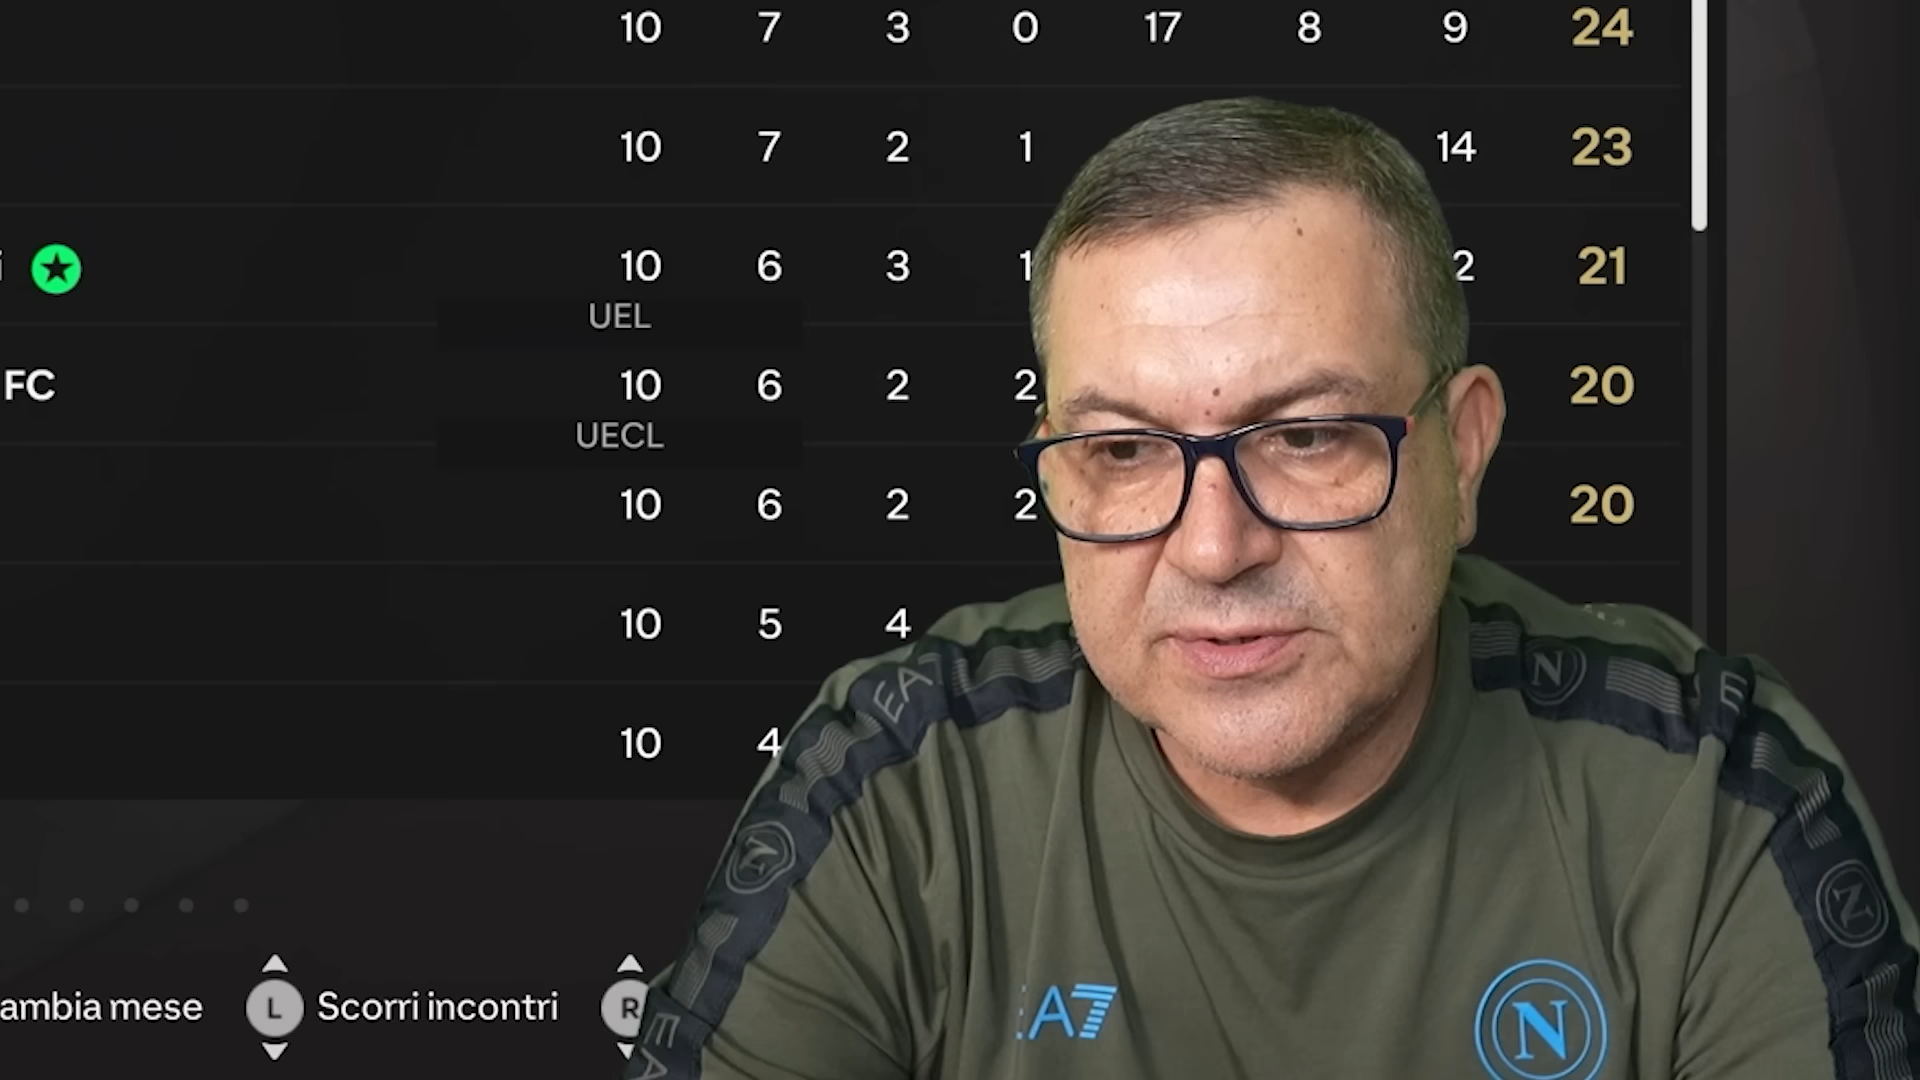 10 7 3 0 17 8 9 24
10 7 2 1 14 23
10 6 3 1 2 21
UEL
FC 10 6 2 2 20
UECL
10 6 2 2 20
10 5 4
10 4
EA7
N
E
N
N
ambia mese L Scorri incontri R
EA7
N
EA